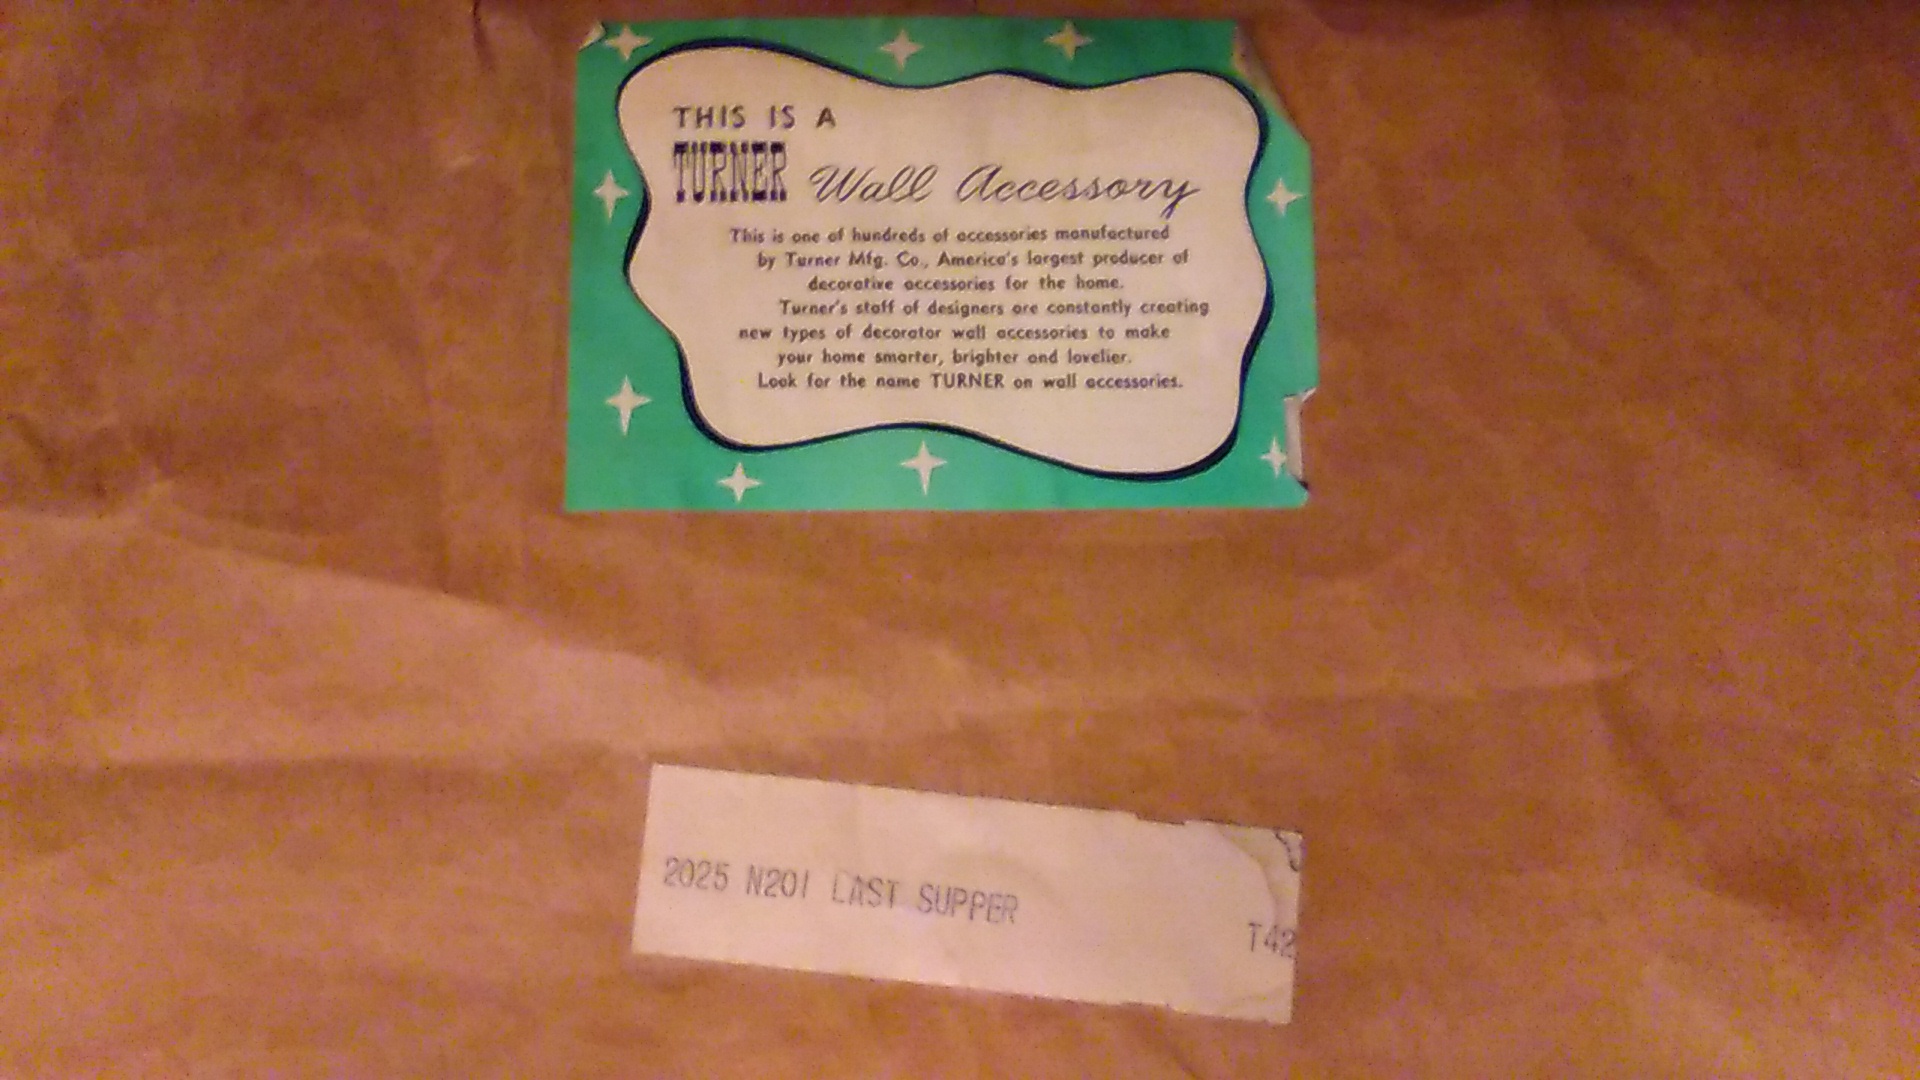 THIS IS A
TURNER Wall Accessory
This is one of hundreds of accessories manufactured
by Turner Mfg. Co., America's largest producer of
decorative accessories for the home.
Turner's staff of designers are constantly creating
new types of decorator wall accessories to make
your home smarter, brighter and lovelier.
Look for the name TURNER on wall accessories.
2025 N201 LAST SUPPER
T42